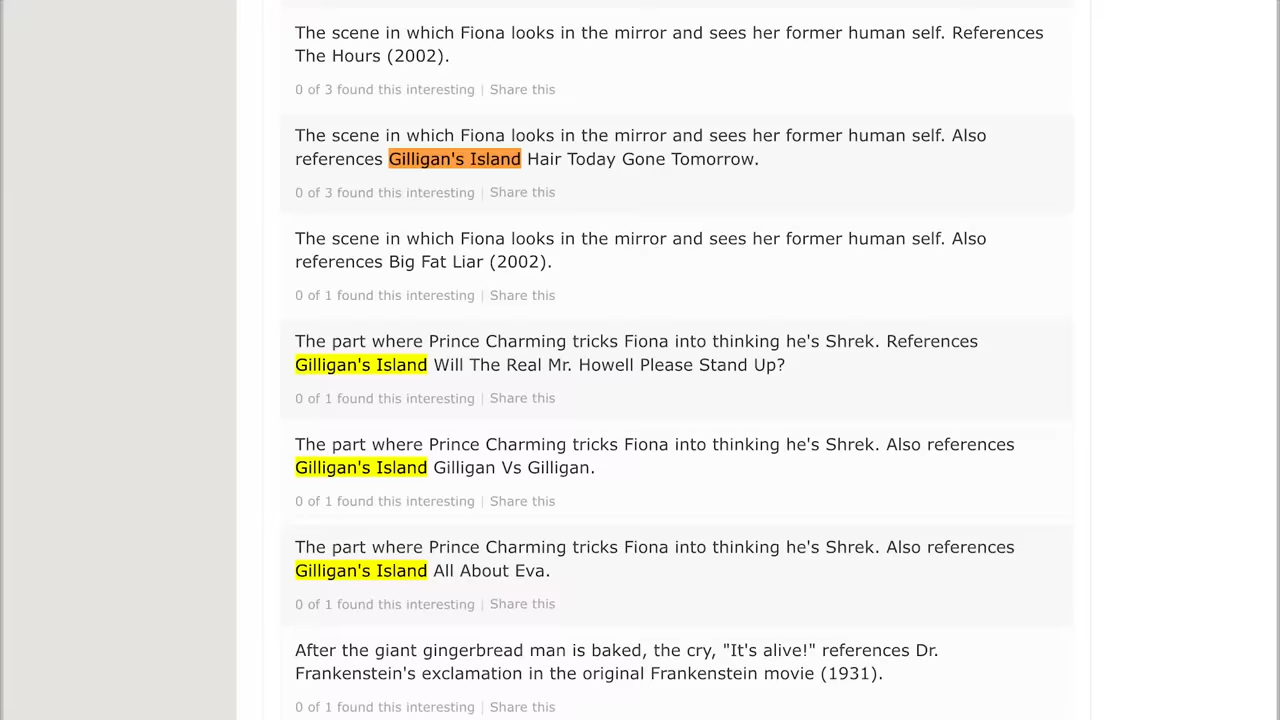 The scene in which Fiona looks in the mirror and sees her former human self. References
The Hours (2002).
0 of 3 found this interesting | Share this
The scene in which Fiona looks in the mirror and sees her former human self. Also
references Gilligan's Island Hair Today Gone Tomorrow.
0 of 3 found this interesting | Share this
The scene in which Fiona looks in the mirror and sees her former human self. Also
references Big Fat Liar (2002).
0 of 1 found this interesting | Share this
The part where Prince Charming tricks Fiona into thinking he's Shrek. References
Gilligan's Island Will The Real Mr. Howell Please Stand Up?
0 of 1 found this interesting | Share this
The part where Prince Charming tricks Fiona into thinking he's Shrek. Also references
Gilligan's Island Gilligan Vs Gilligan.
0 of 1 found this interesting | Share this
The part where Prince Charming tricks Fiona into thinking he's Shrek. Also references
Gilligan's Island All About Eva.
0 of 1 found this interesting | Share this
After the giant gingerbread man is baked, the cry, "It's alive!" references Dr.
Frankenstein's exclamation in the original Frankenstein movie (1931).
0 of 1 found this interesting | Share this